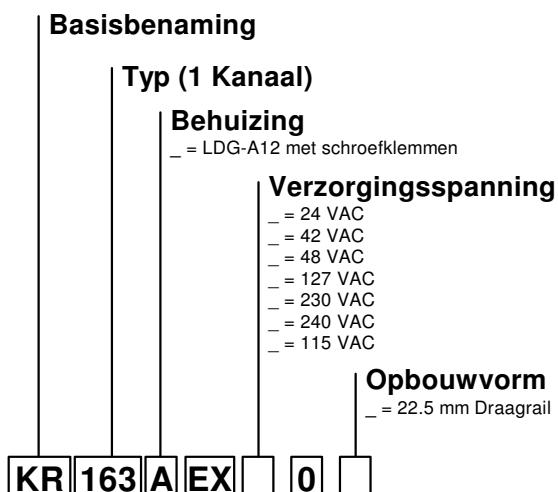 Basisbenaming
Typ (1 Kanaal)
Behuizing
_ = LDG-A12 met schroefklemmen
Verzorgingsspanning
_ = 24 VAC
_ = 42 VAC
_ = 48 VAC
_ = 127 VAC
_ = 230 VAC
_ = 240 VAC
_ = 115 VAC
Opbouwvorm
_ = 22.5 mm Draagrail
KR 163 A EX 0